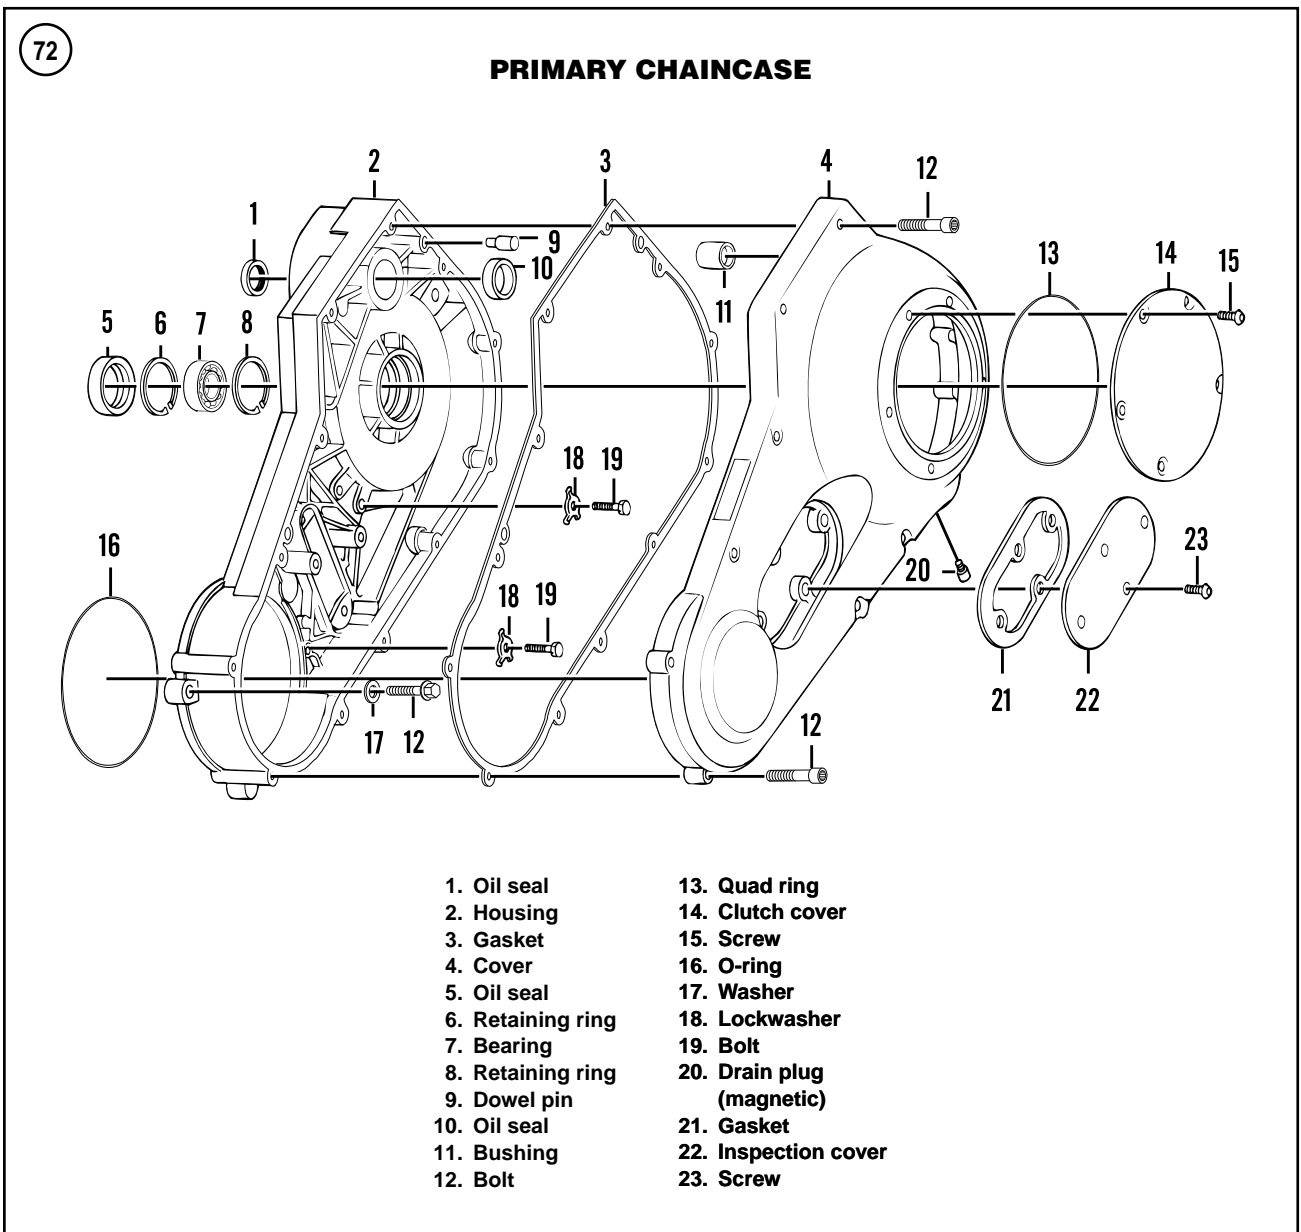 72
PRIMARY CHAINCASE
2 3 4 12
1 9 10 11 13 14 15
5 6 7 8
18 19
16 20 23
18 19
21 22
17 12 12
1. Oil seal
2. Housing
3. Gasket
4. Cover
5. Oil seal
6. Retaining ring
7. Bearing
8. Retaining ring
9. Dowel pin
10. Oil seal
11. Bushing
12. Bolt
13. Quad ring
14. Clutch cover
15. Screw
16. O-ring
17. Washer
18. Lockwasher
19. Bolt
20. Drain plug
(magnetic)
21. Gasket
22. Inspection cover
23. Screw